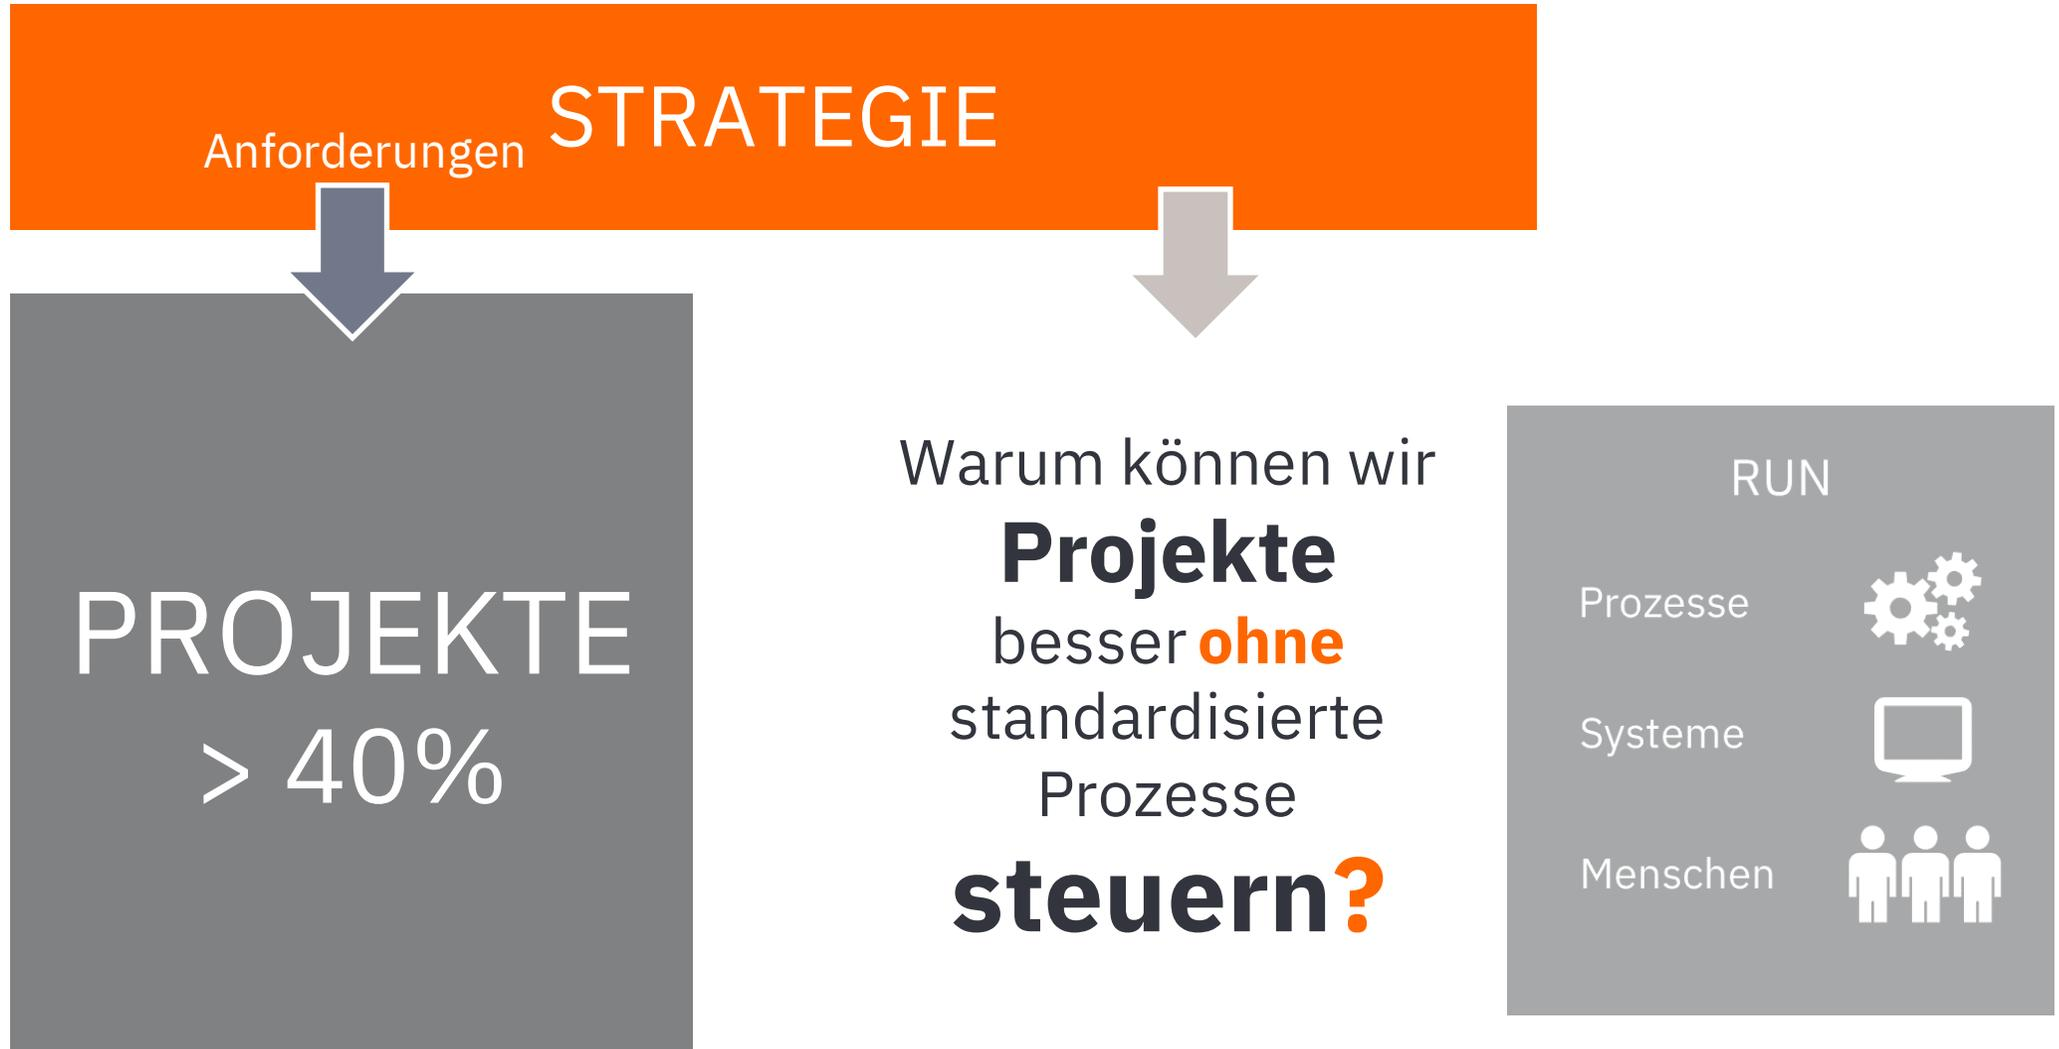 STRATEGIE
Anforderungen
PROJEKTE
> 40%
Warum können wir
Projekte
besser ohne
standardisierte
Prozesse
steuern?
RUN
Prozesse
Systeme
Menschen